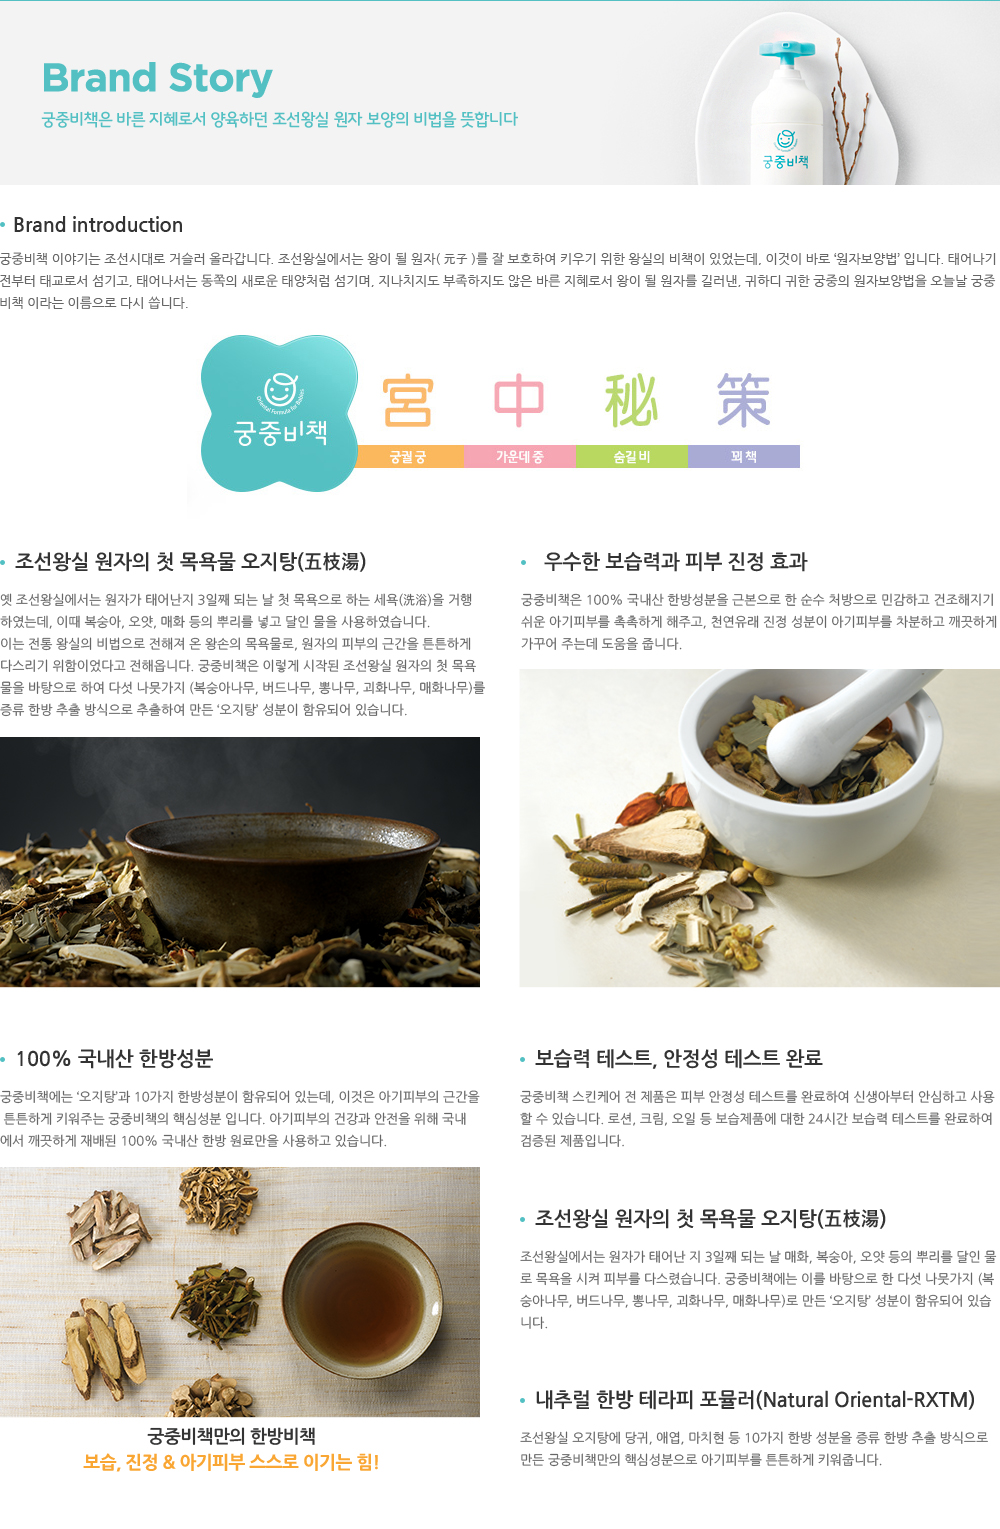 Brand Story
궁중비책은 바른 지혜로서 양육하던 조선왕실 원자 보양의 비법을 뜻합니다
궁중비책
Brand introduction
궁중비책 이야기는 조선시대로 거슬러 올라갑니다. 조선왕실에서는 왕이 될 원자( 元子 )를 잘 보호하여 키우기 위한 왕실의 비책이 있었는데, 이것이 바로 ‘원자보양법’ 입니다. 태어나기
전부터 태교로서 섬기고, 태어나서는 동쪽의 새로운 태양처럼 섬기며, 지나치지도 부족하지도 않은 바른 지혜로서 왕이 될 원자를 길러낸, 귀하디 귀한 궁중의 원자보양법을 오늘날 궁중
비책 이라는 이름으로 다시 씁니다.
Oriental Formula for Babies
궁중비책
宮 中 秘 策
궁궐 궁 가운데 중 숨길 비 꾀 책
조선왕실 원자의 첫 목욕물 오지탕(五枝湯)
옛 조선왕실에서는 원자가 태어난지 3일째 되는 날 첫 목욕으로 하는 세욕(洗浴)을 거행
하였는데, 이때 복숭아, 오얏, 매화 등의 뿌리를 넣고 달인 물을 사용하였습니다.
이는 전통 왕실의 비법으로 전해져 온 왕손의 목욕물로, 원자의 피부의 근간을 튼튼하게
다스리기 위함이었다고 전해옵니다. 궁중비책은 이렇게 시작된 조선왕실 원자의 첫 목욕
물을 바탕으로 하여 다섯 나뭇가지 (복숭아나무, 버드나무, 뽕나무, 괴화나무, 매화나무)를
증류 한방 추출 방식으로 추출하여 만든 ‘오지탕’ 성분이 함유되어 있습니다.
우수한 보습력과 피부 진정 효과
궁중비책은 100% 국내산 한방성분을 근본으로 한 순수 처방으로 민감하고 건조해지기
쉬운 아기피부를 촉촉하게 해주고, 천연유래 진정 성분이 아기피부를 차분하고 깨끗하게
가꾸어 주는데 도움을 줍니다.
100% 국내산 한방성분
궁중비책에는 ‘오지탕’과 10가지 한방성분이 함유되어 있는데, 이것은 아기피부의 근간을
튼튼하게 키워주는 궁중비책의 핵심성분 입니다. 아기피부의 건강과 안전을 위해 국내
에서 깨끗하게 재배된 100% 국내산 한방 원료만을 사용하고 있습니다.
궁중비책만의 한방비책
보습, 진정 & 아기피부 스스로 이기는 힘!
보습력 테스트, 안정성 테스트 완료
궁중비책 스킨케어 전 제품은 피부 안정성 테스트를 완료하여 신생아부터 안심하고 사용
할 수 있습니다. 로션, 크림, 오일 등 보습제품에 대한 24시간 보습력 테스트를 완료하여
검증된 제품입니다.
조선왕실 원자의 첫 목욕물 오지탕(五枝湯)
조선왕실에서는 원자가 태어난 지 3일째 되는 날 매화, 복숭아, 오얏 등의 뿌리를 달인 물
로 목욕을 시켜 피부를 다스렸습니다. 궁중비책에는 이를 바탕으로 한 다섯 나뭇가지 (복
숭아나무, 버드나무, 뽕나무, 괴화나무, 매화나무)로 만든 ‘오지탕’ 성분이 함유되어 있습
니다.
내추럴 한방 테라피 포뮬러(Natural Oriental-RXTM)
조선왕실 오지탕에 당귀, 애엽, 마치현 등 10가지 한방 성분을 증류 한방 추출 방식으로
만든 궁중비책만의 핵심성분으로 아기피부를 튼튼하게 키워줍니다.